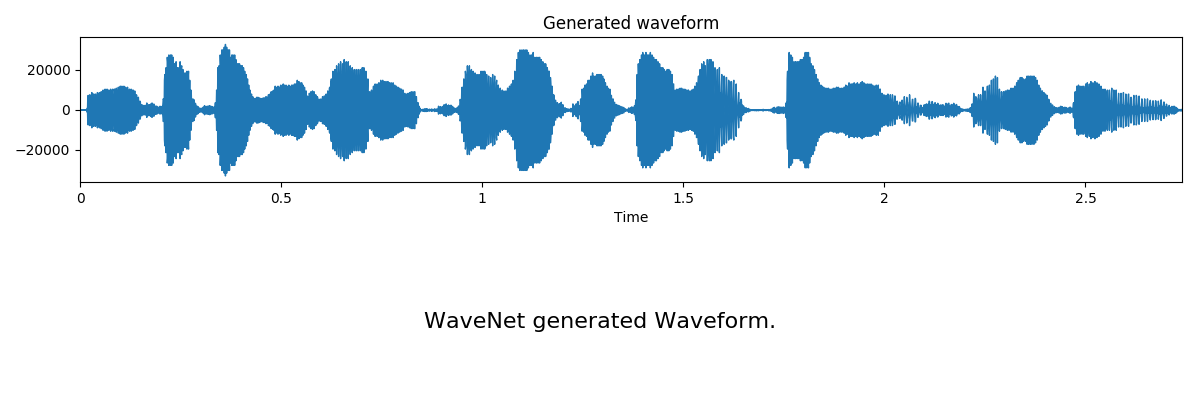 Generated waveform
20000
0
−20000
0 0.5 1 1.5 2 2.5
Time
WaveNet generated Waveform.